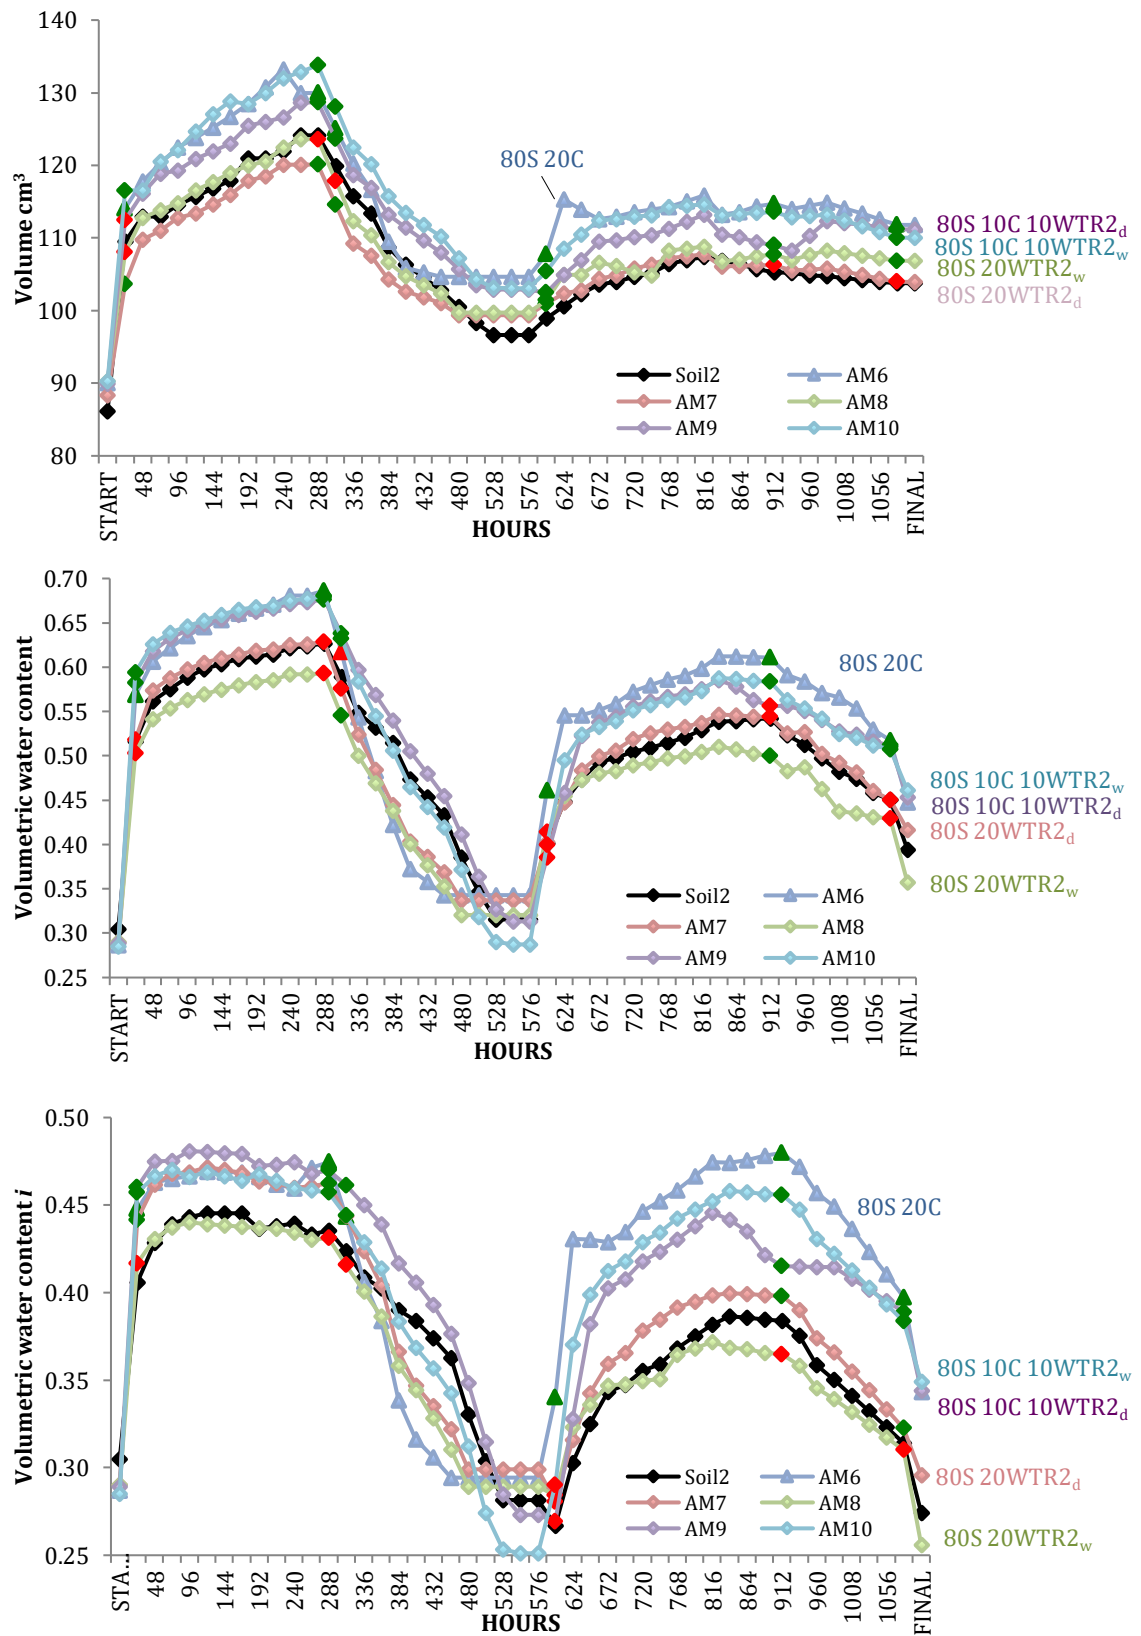 140
130
120
110
100
90
80
Volume cm³
80S 20C
80S 10C 10WTR2d
80S 10C 10WTR2w
80S 20WTR2w
80S 20WTR2d
Soil2 AM6
AM7 AM8
AM9 AM10
START 48 96 144 192 240 288 336 384 432 480 528 576 624 672 720 768 816 864 912 960 1008 1056 FINAL
HOURS
0.70
0.65
0.60
0.55
0.50
0.45
0.40
0.35
0.30
0.25
Volumetric water content
80S 20C
80S 10C 10WTR2w
80S 10C 10WTR2d
80S 20WTR2d
80S 20WTR2w
Soil2 AM6
AM7 AM8
AM9 AM10
START 48 96 144 192 240 288 336 384 432 480 528 576 624 672 720 768 816 864 912 960 1008 1056 FINAL
HOURS
0.50
0.45
0.40
0.35
0.30
0.25
Volumetric water content i
80S 20C
80S 10C 10WTR2w
80S 10C 10WTR2d
80S 20WTR2d
80S 20WTR2w
Soil2 AM6
AM7 AM8
AM9 AM10
STA... 48 96 144 192 240 288 336 384 432 480 528 576 624 672 720 768 816 864 912 960 1008 1056 FINAL
HOURS